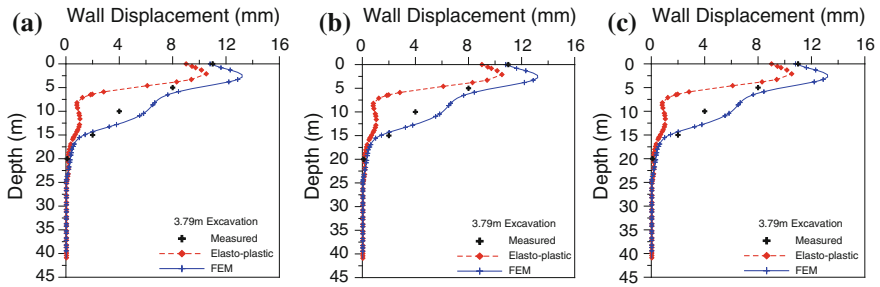 (a)
Wall Displacement (mm)
0 4 8 12 16
0
5
10
15
20
25
30
35
40
45
Depth (m)
3.79m Excavation
Measured
Elasto-plastic
FEM
(b)
Wall Displacement (mm)
0 4 8 12 16
0
5
10
15
20
25
30
35
40
45
Depth (m)
3.79m Excavation
Measured
Elasto-plastic
FEM
(c)
Wall Displacement (mm)
0 4 8 12 16
0
5
10
15
20
25
30
35
40
45
Depth (m)
3.79m Excavation
Measured
Elasto-plastic
FEM